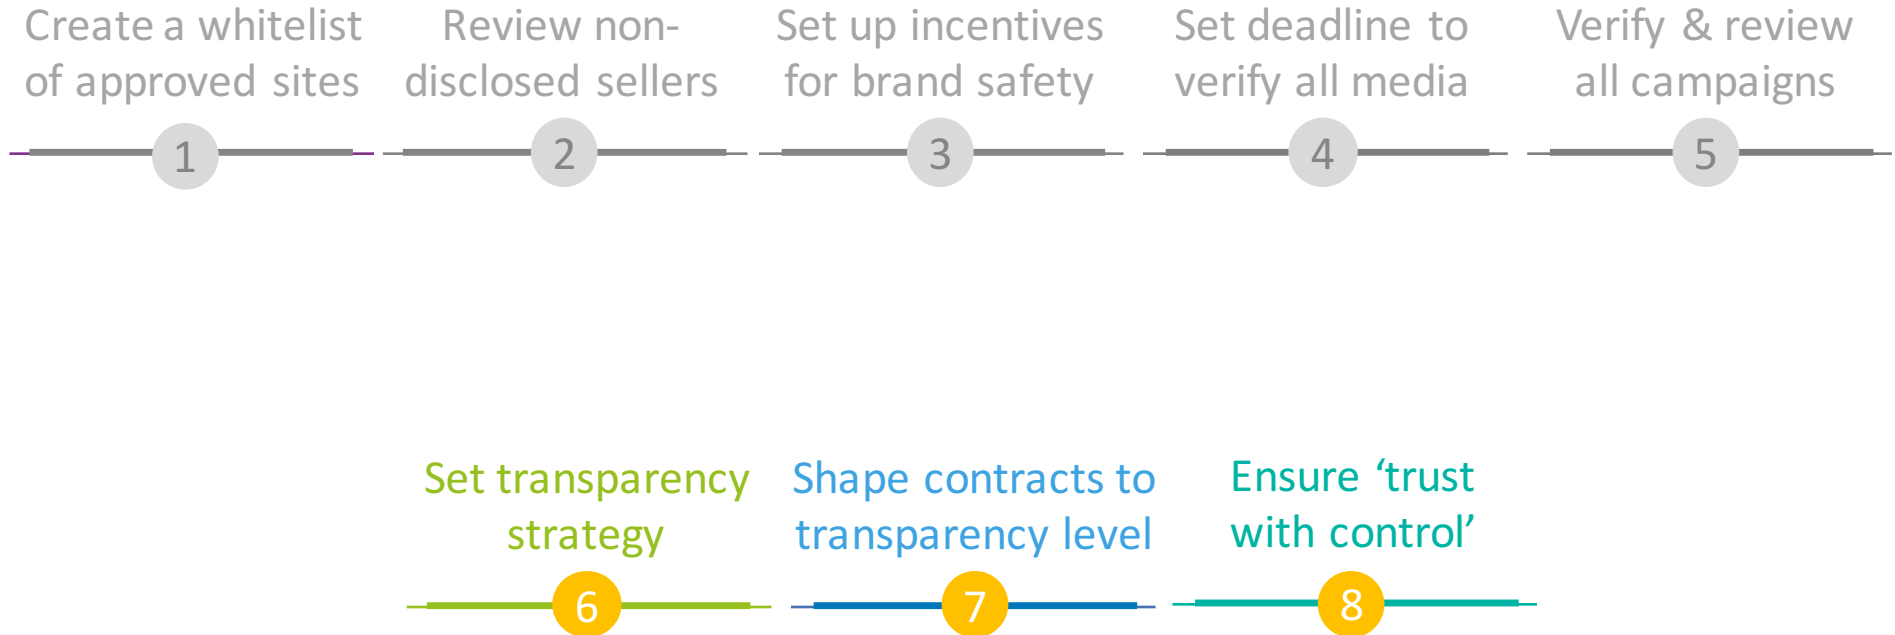 Create a whitelist
of approved sites
1
Review non-
disclosed sellers
2
Set up incentives
for brand safety
3
Set deadline to
verify all media
4
Verify & review
all campaigns
5
Set transparency
strategy
6
Shape contracts to
transparency level
7
Ensure ‘trust
with control’
8